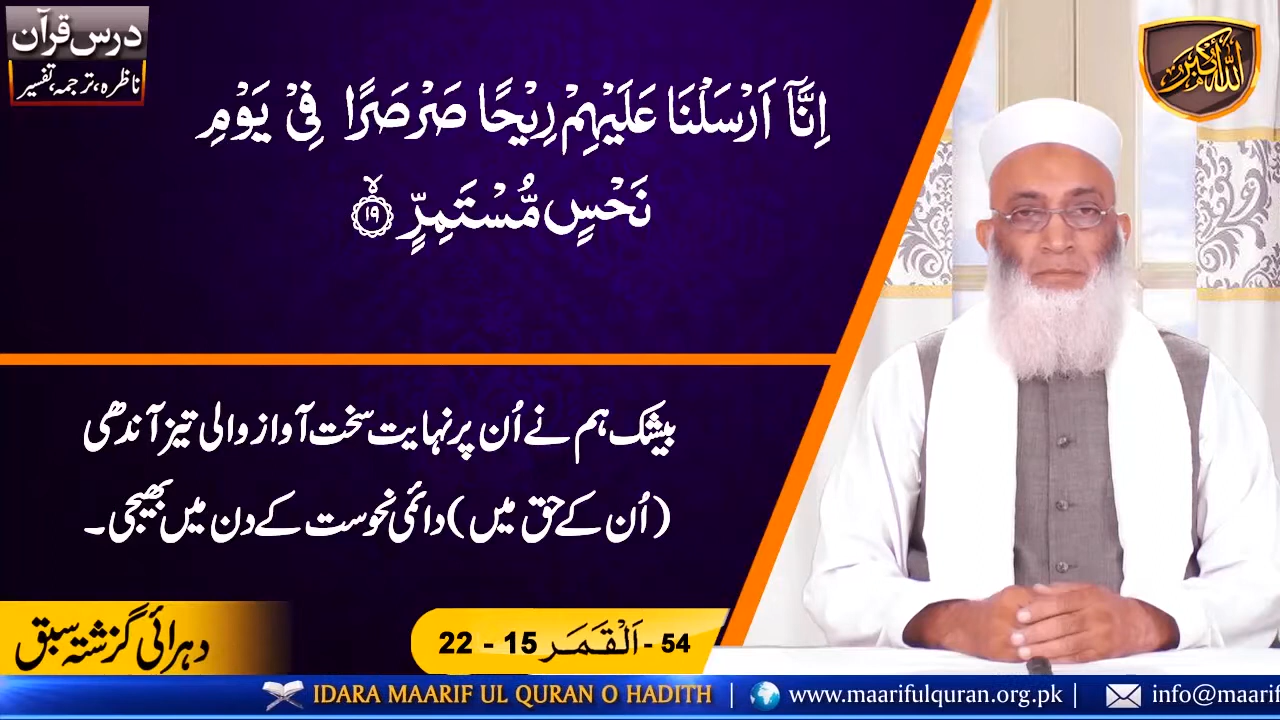 درس قرآن
ناظرہ، ترجمہ، تفسیر
اللہ اکبر
اِنَّاۤ اَرْسَلْنَا عَلَیْهِمْ رِیْحًا صَرْصَرًا فِیْ یَوْمِ
نَحْسٍ مُّسْتَمِرٍّۙ ۱۹
بیشک ہم نے اُن پر نہایت سخت آواز والی تیز آندھی
(اُن کے حق میں) دائمی نحوست کے دن میں بھیجی۔
دہرائی گزشتہ سبق
54 - اَلْقَمَر 15 - 22
IDARA MAARIF UL QURAN O HADITH | www.maarifulquran.org.pk | info@maarif